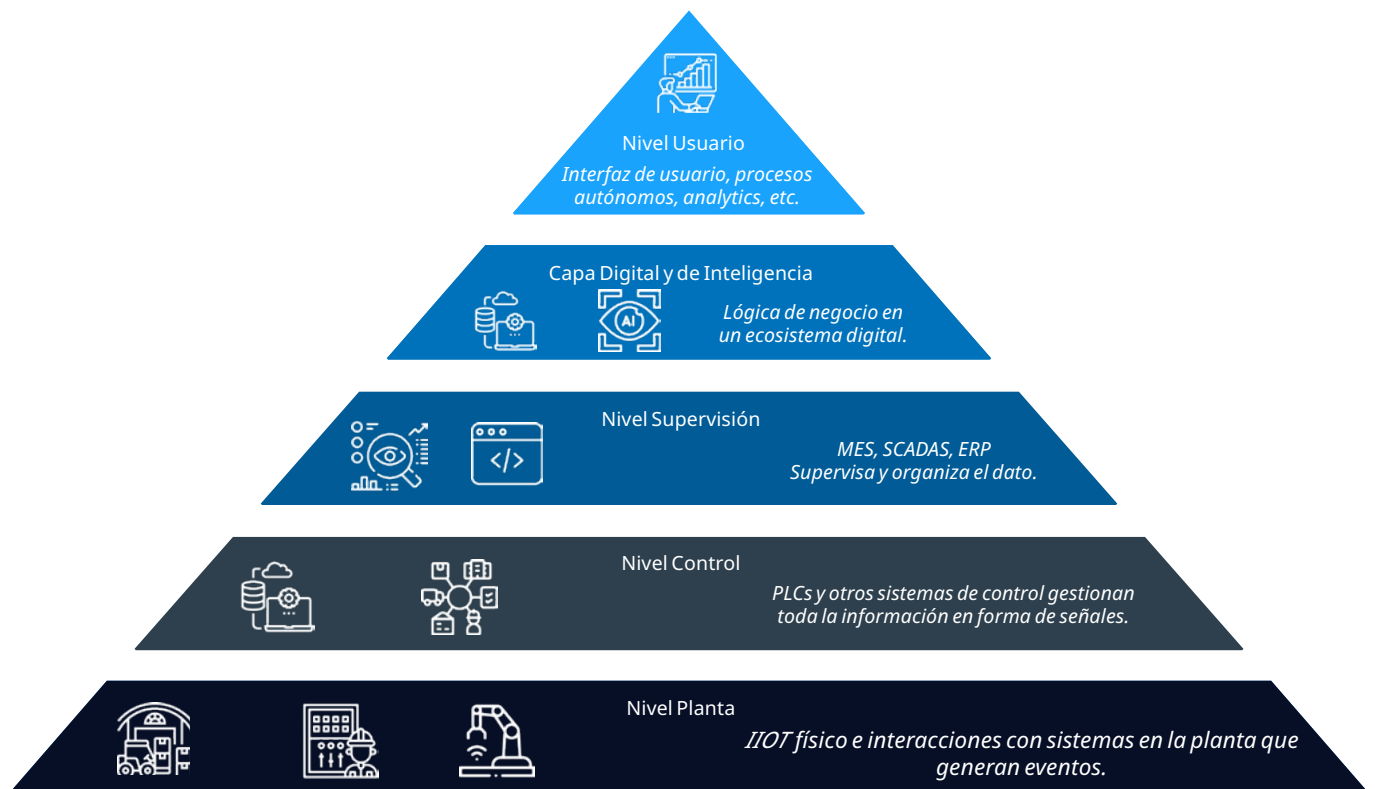 Nivel Usuario
Interfaz de usuario, procesos
autónomos, analytics, etc.
Capa Digital y de Inteligencia
AI
Lógica de negocio en
un ecosistema digital.
Nivel Supervisión
</>
MES, SCADAS, ERP
Supervisa y organiza el dato.
Nivel Control
PLCs y otros sistemas de control gestionan
toda la información en forma de señales.
Nivel Planta
IIOT físico e interacciones con sistemas en la planta que
generan eventos.